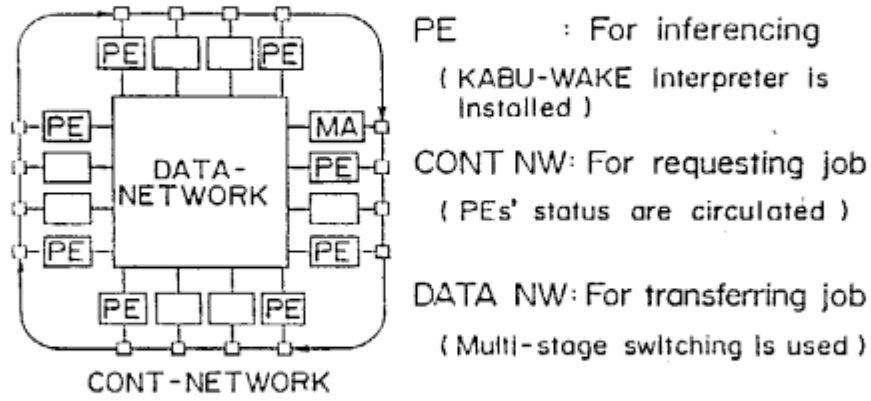 PE PE
PE MA
PE
DATA-
NETWORK
PE PE
PE PE
CONT-NETWORK
PE : For inferencing
( KABU-WAKE Interpreter is
Installed )
CONT NW: For requesting job
( PEs' status are circulated )
DATA NW: For transferring job
( Multi-stage switching is used )